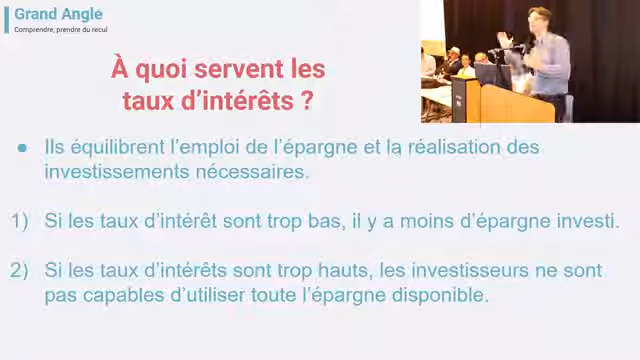 Grand Angle
Comprendre, prendre du recul
À quoi servent les
taux d'intérêts ?
● Ils équilibrent l'emploi de l'épargne et la réalisation des
investissements nécessaires.
1) Si les taux d'intérêt sont trop bas, il y a moins d'épargne investi.
2) Si les taux d'intérêts sont trop hauts, les investisseurs ne sont
pas capables d'utiliser toute l'épargne disponible.